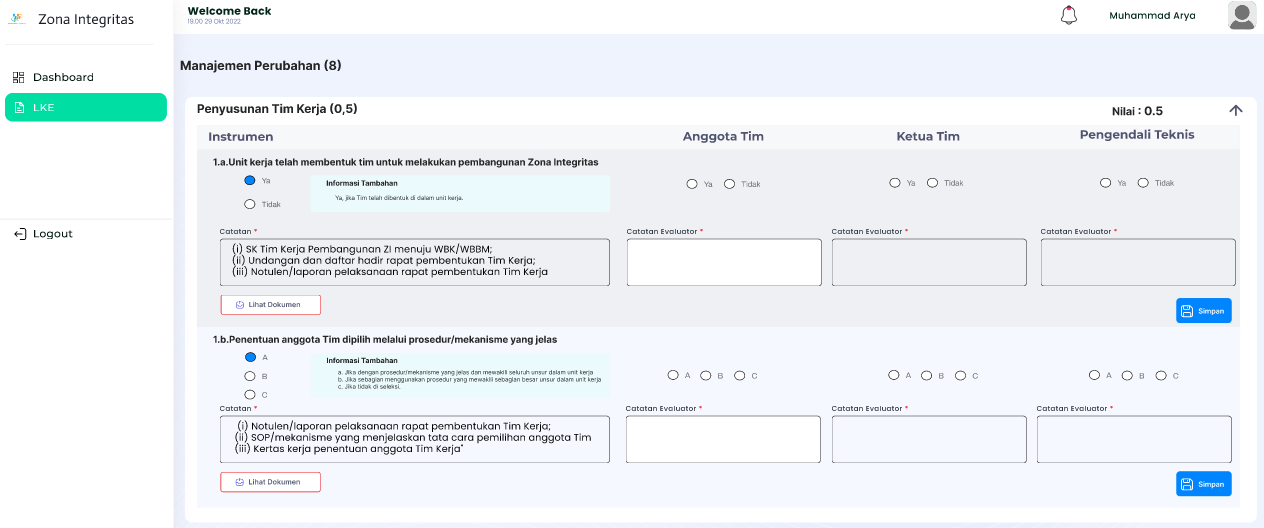 Zona Integritas
Welcome Back
19.00 29 Okt 2022
Muhammad Arya
Dashboard
LKE
Logout
Manajemen Perubahan (8)
Penyusunan Tim Kerja (0,5)
Nilai : 0.5
Instrumen
Anggota Tim
Ketua Tim
Pengendali Teknis
1.a.Unit kerja telah membentuk tim untuk melakukan pembangunan Zona Integritas
Ya
Tidak
Informasi Tambahan
Ya, jika Tim telah dibentuk di dalam unit kerja.
Ya Tidak
Ya Tidak
Ya Tidak
Catatan *
(i) SK Tim Kerja Pembangunan ZI menuju WBK/WBBM;
(ii) Undangan dan daftar hadir rapat pembentukan Tim Kerja;
(iii) Notulen/laporan pelaksanaan rapat pembentukan Tim Kerja
Catatan Evaluator *
Catatan Evaluator *
Catatan Evaluator *
Lihat Dokumen
Simpan
1.b.Penentuan anggota Tim dipilih melalui prosedur/mekanisme yang jelas
A
B
C
Informasi Tambahan
a. Jika dengan prosedur/mekanisme yang jelas dan mewakili seluruh unsur dalam unit kerja
b. Jika sebagian menggunakan prosedur yang mewakili sebagian besar unsur dalam unit kerja
c. Jika tidak di seleksi.
A B C
A B C
A B C
Catatan *
(i) Notulen/laporan pelaksanaan rapat pembentukan Tim Kerja;
(ii) SOP/mekanisme yang menjelaskan tata cara pemilihan anggota Tim
(iii) Kertas kerja penentuan anggota Tim Kerja"
Catatan Evaluator *
Catatan Evaluator *
Catatan Evaluator *
Lihat Dokumen
Simpan